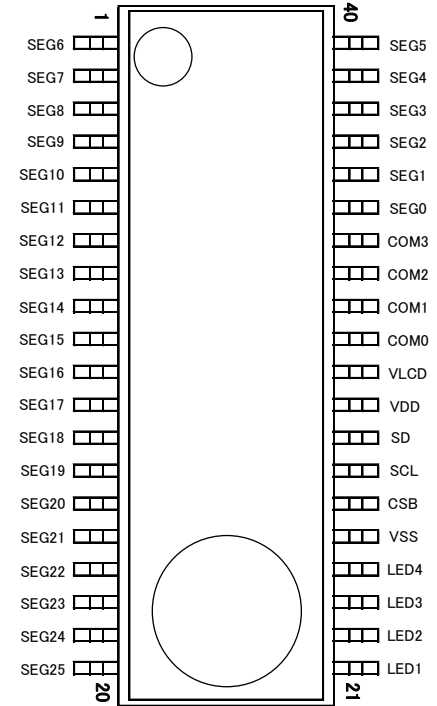 1 40
SEG6 SEG5
SEG7 SEG4
SEG8 SEG3
SEG9 SEG2
SEG10 SEG1
SEG11 SEG0
SEG12 COM3
SEG13 COM2
SEG14 COM1
SEG15 COM0
SEG16 VLCD
SEG17 VDD
SEG18 SD
SEG19 SCL
SEG20 CSB
SEG21 VSS
SEG22 LED4
SEG23 LED3
SEG24 LED2
SEG25 LED1
20 21